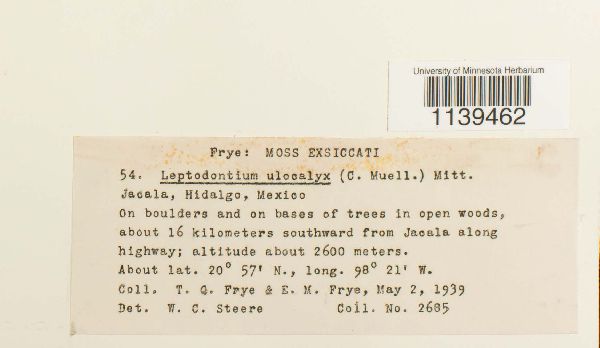 University of Minnesota Herbarium
1139462
Frye: MOSS EXSICCATI
54. Leptodontium ulocalyx (C. Muell.) Mitt.
Jacala, Hidalgo, Mexico
On boulders and on bases of trees in open woods,
about 16 kilometers southward from Jacala along
highway; altitude about 2600 meters.
About lat. 20° 57' N., long. 98° 21' W.
Coll. T. C. Frye & E. M. Frye, May 2, 1939
Det. W. C. Steere Coll. No. 2685